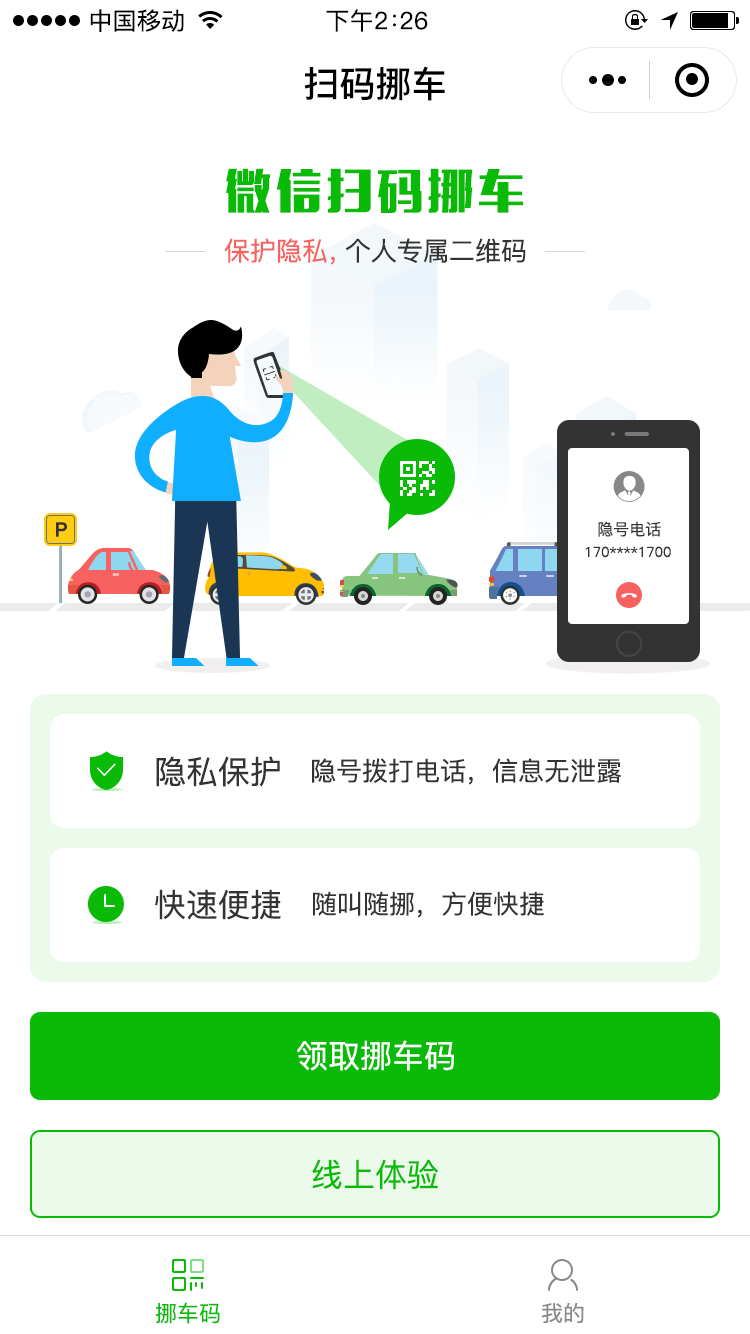 中国移动
下午2:26
扫码挪车
微信扫码挪车
保护隐私, 个人专属二维码
P
隐号电话
170****1700
隐私保护 隐号拨打电话，信息无泄露
快速便捷 随叫随挪，方便快捷
领取挪车码
线上体验
挪车码
我的